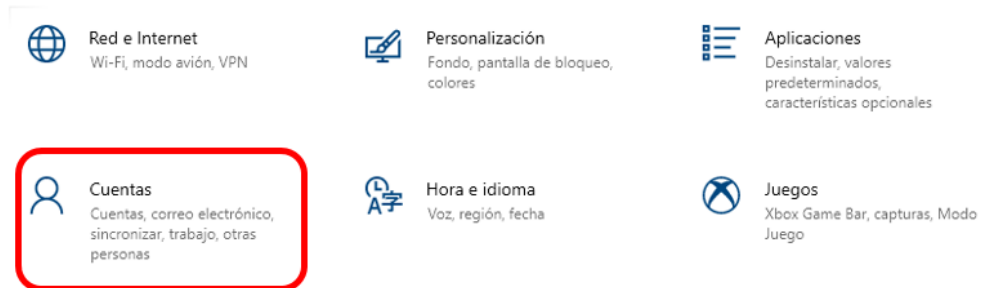 Red e Internet
Wi-Fi, modo avión, VPN
Personalización
Fondo, pantalla de bloqueo,
colores
Aplicaciones
Desinstalar, valores
predeterminados,
características opcionales
Cuentas
Cuentas, correo electrónico,
sincronizar, trabajo, otras
personas
Hora e idioma
Voz, región, fecha
Juegos
Xbox Game Bar, capturas, Modo
Juego